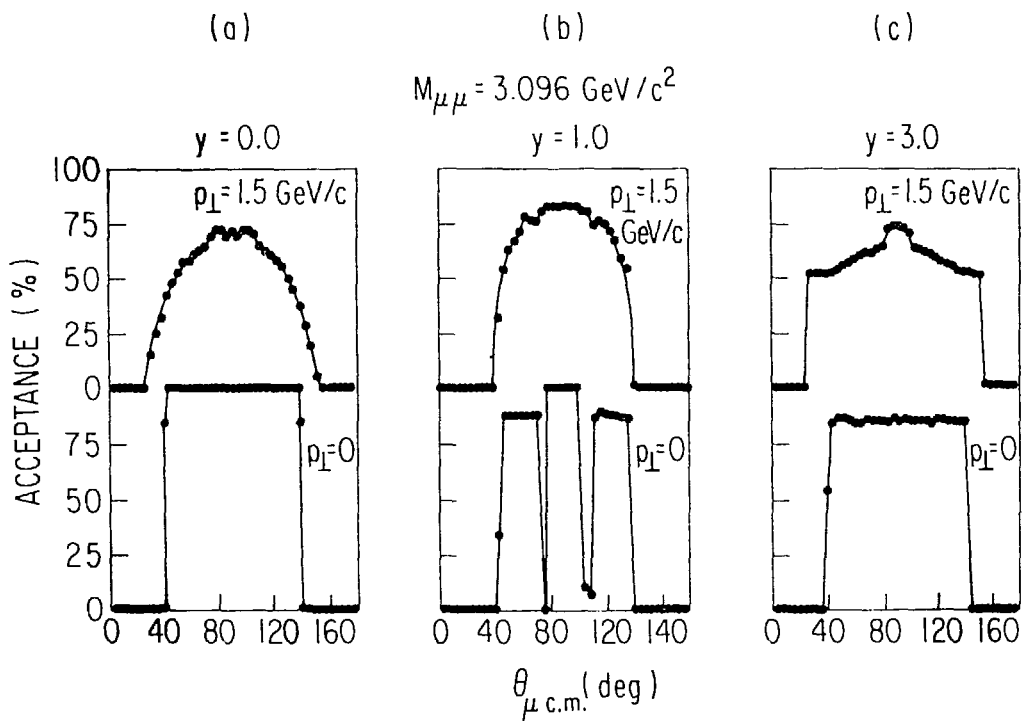 (a) (b) (c)
M_μμ = 3.096 GeV/c²
y = 0.0 y = 1.0 y = 3.0
100
75
50
25
0
75
50
25
0
p⊥=1.5 GeV/c
p⊥=0
p⊥=1.5
GeV/c
p⊥=0
p⊥=1.5 GeV/c
p⊥=0
ACCEPTANCE (%)
0 40 80 120 160 0 40 80 120 0 40 80 120 160
θ_μ c.m. (deg)